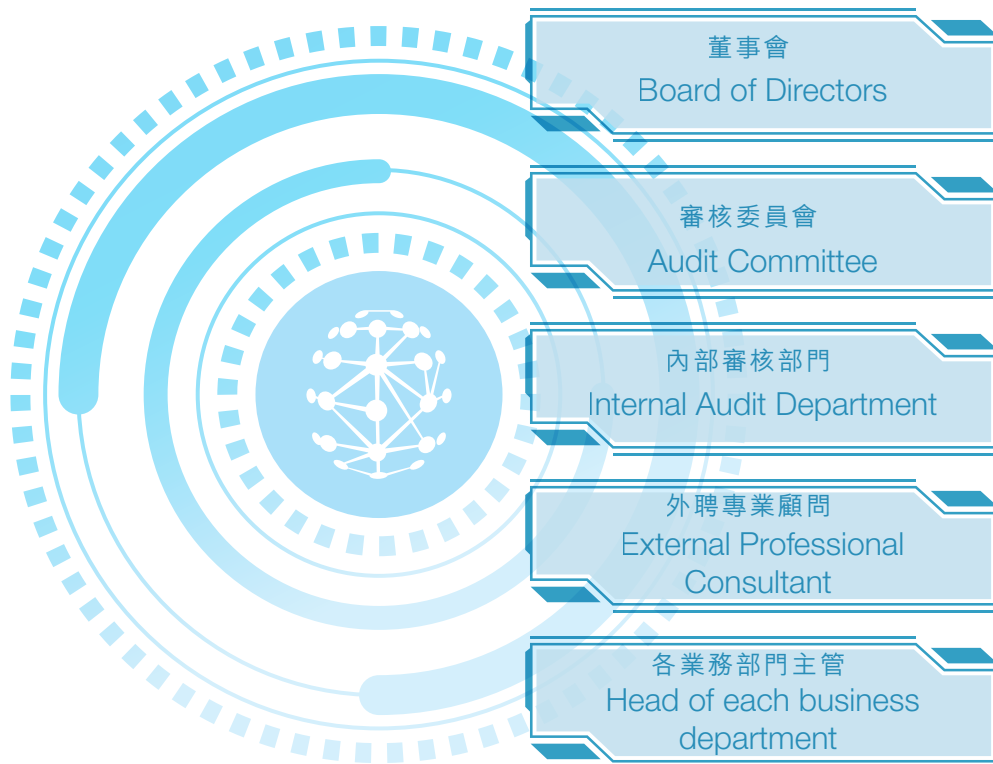 董事會
Board of Directors
審核委員會
Audit Committee
內部審核部門
Internal Audit Department
外聘專業顧問
External Professional
Consultant
各業務部門主管
Head of each business
department